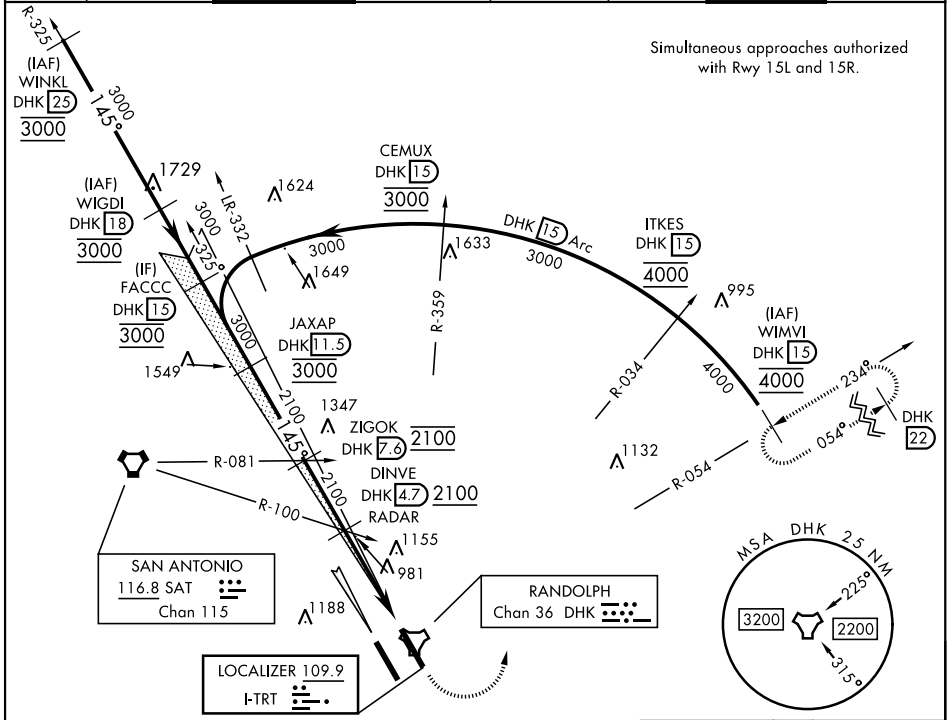 R-325
(IAF)
WINKL
DHK 25
3000
145°
3000
Simultaneous approaches authorized
with Rwy 15L and 15R.
1729
(IAF)
WIGDI
DHK 18
3000
3000
325°
LR-332
1624
CEMUX
DHK 15
3000
3000
1649
1633
R-359
DHK 15 Arc
3000
ITKES
DHK 15
4000
995
R-034
4000
(IAF)
WIMVI
DHK 15
4000
234°
054°
DHK
22
R-054
1132
(IF)
FACCC
DHK 15
3000
3000
JAXAP
DHK 11.5
3000
1549
2100
1347
145°
ZIGOK
DHK 7.6 2100
R-081
2100
DINVE
DHK 4.7 2100
RADAR
R-100
1155
981
SAN ANTONIO
116.8 SAT
Chan 115
1188
RANDOLPH
Chan 36 DHK
LOCALIZER 109.9
I-TRT
MSA DHK 25 NM
225°
3200
2200
315°